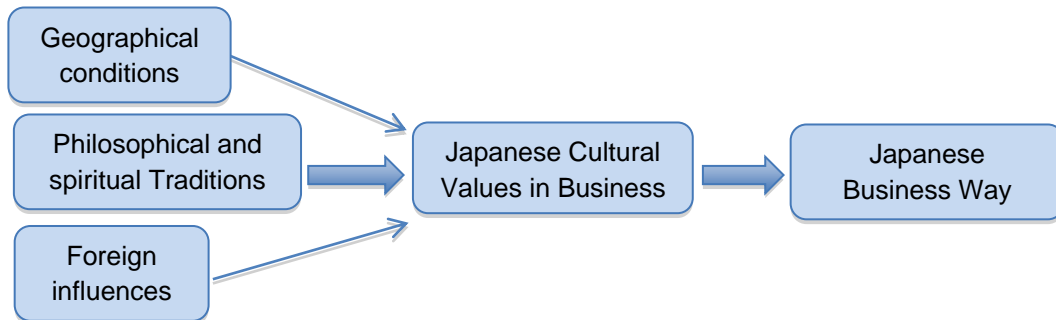 Geographical
conditions
Philosophical and
spiritual Traditions
Foreign
influences
Japanese Cultural
Values in Business
Japanese
Business Way